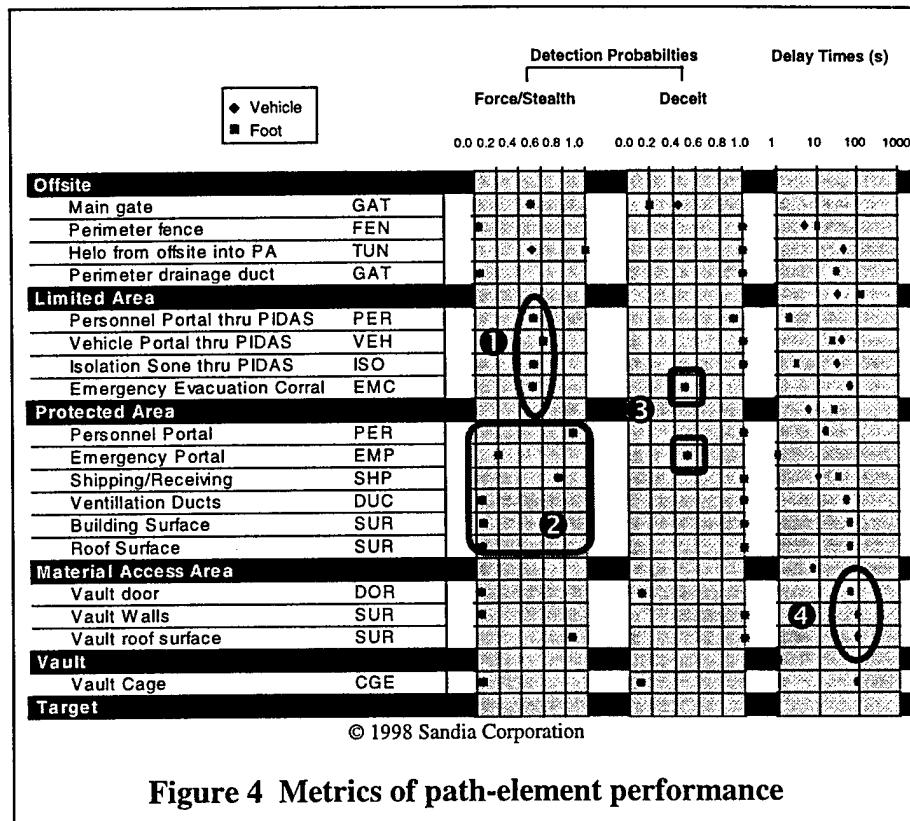 Detection Probabilties
Delay Times (s)
Vehicle
Foot
Force/Stealth
Deceit
0.0 0.2 0.4 0.6 0.8 1.0
0.0 0.2 0.4 0.6 0.8 1.0
1 10 100 1000
Offsite
Main gate GAT
Perimeter fence FEN
Helo from offsite into PA TUN
Perimeter drainage duct GAT
Limited Area
Personnel Portal thru PIDAS PER
1
Vehicle Portal thru PIDAS VEH
Isolation Sone thru PIDAS ISO
Emergency Evacuation Corral EMC
Protected Area
3
Personnel Portal PER
Emergency Portal EMP
Shipping/Receiving SHP
Ventillation Ducts DUC
Building Surface SUR
2
Roof Surface SUR
Material Access Area
Vault door DOR
Vault Walls SUR
4
Vault roof surface SUR
Vault
Vault Cage CGE
Target
© 1998 Sandia Corporation
Figure 4 Metrics of path-element performance